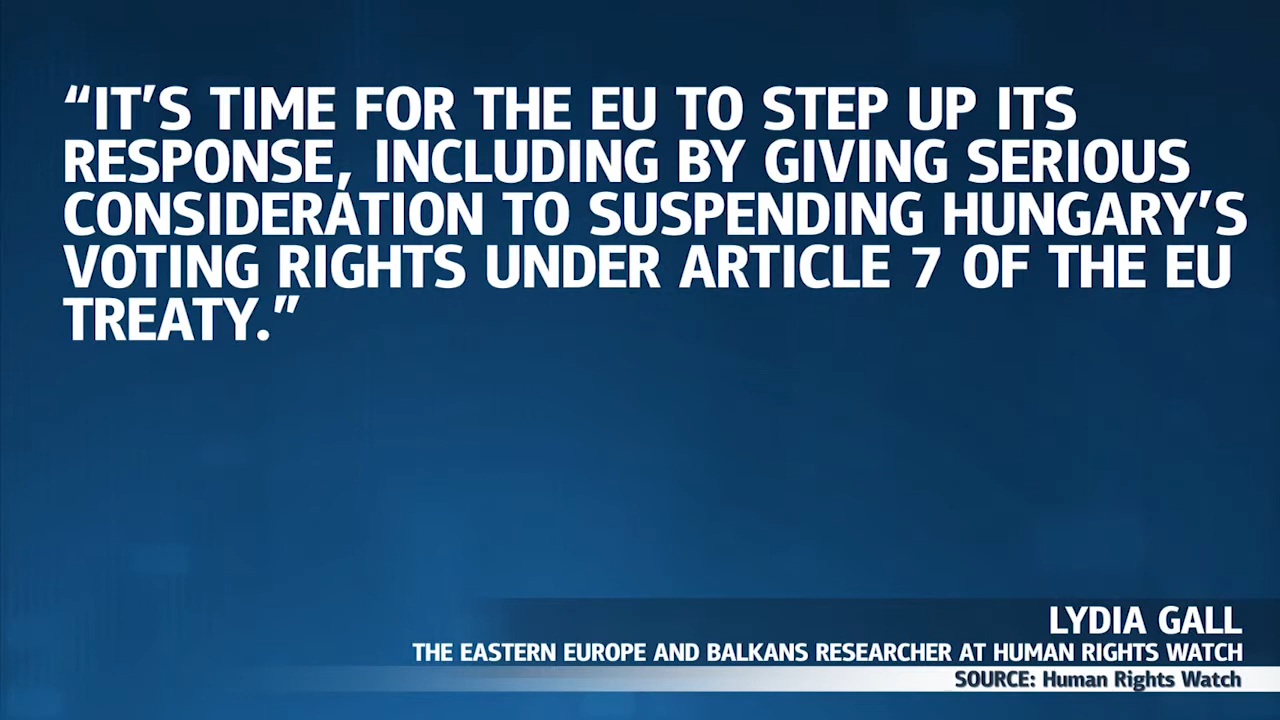 “IT’S TIME FOR THE EU TO STEP UP ITS
RESPONSE, INCLUDING BY GIVING SERIOUS
CONSIDERATION TO SUSPENDING HUNGARY’S
VOTING RIGHTS UNDER ARTICLE 7 OF THE EU
TREATY.”
LYDIA GALL
THE EASTERN EUROPE AND BALKANS RESEARCHER AT HUMAN RIGHTS WATCH
SOURCE: Human Rights Watch